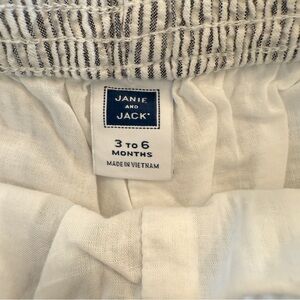 JANIE
AND
JACK®
3 TO 6
MONTHS
MADE IN VIETNAM